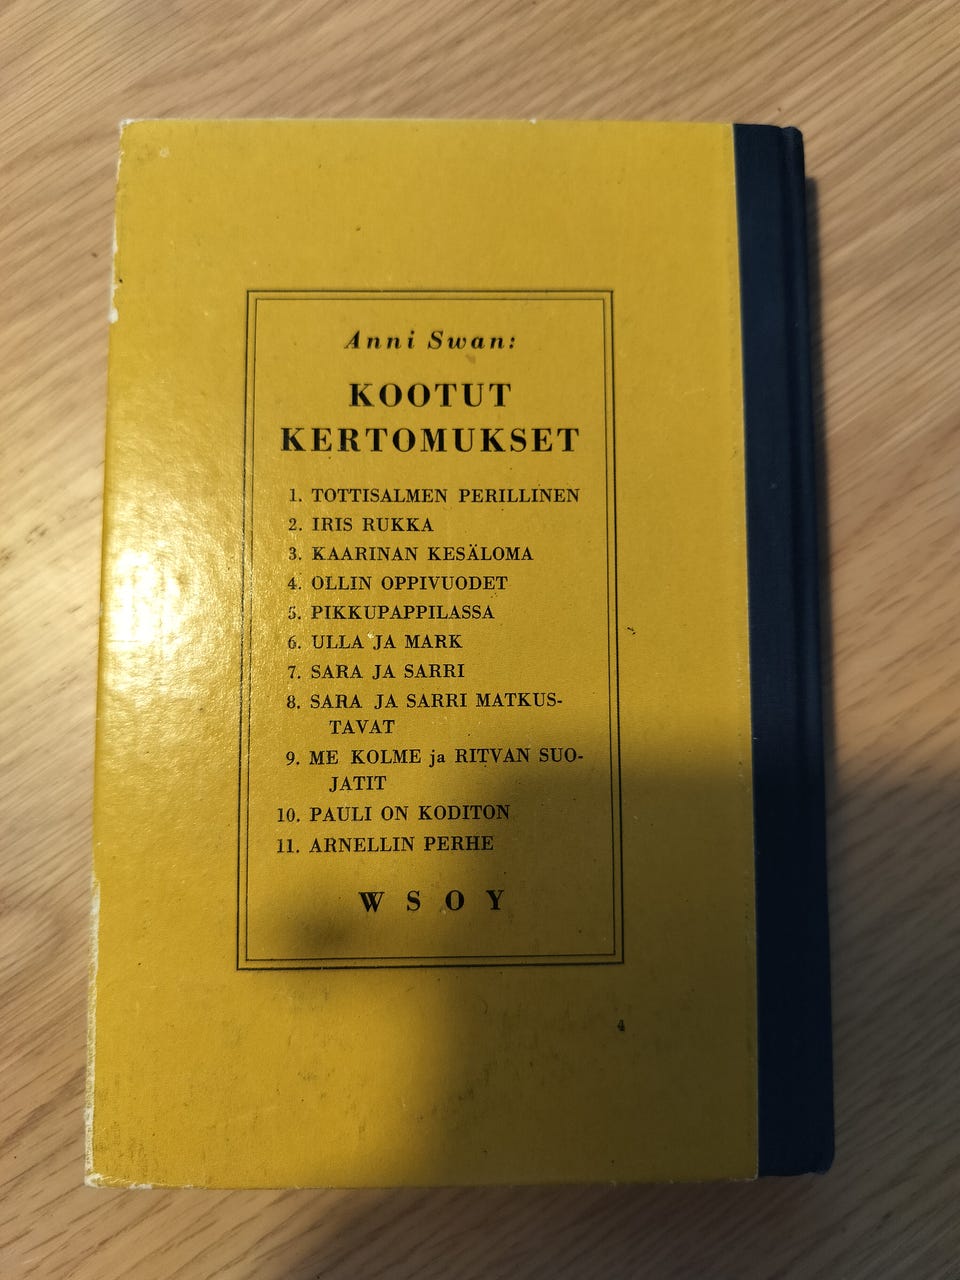 Anni Swan:
KOOTUT
KERTOMUKSET
1. TOTTISALMEN PERILLINEN
2. IRIS RUKKA
3. KAARINAN KESÄLOMA
4. OLLIN OPPIVUODET
5. PIKKUPAPPILASSA
6. ULLA JA MARK
7. SARA JA SARRI
8. SARA JA SARRI MATKUS-
TAVAT
9. ME KOLME ja RITVAN SUO-
JATIT
10. PAULI ON KODITON
11. ARNELLIN PERHE
WSOY
4